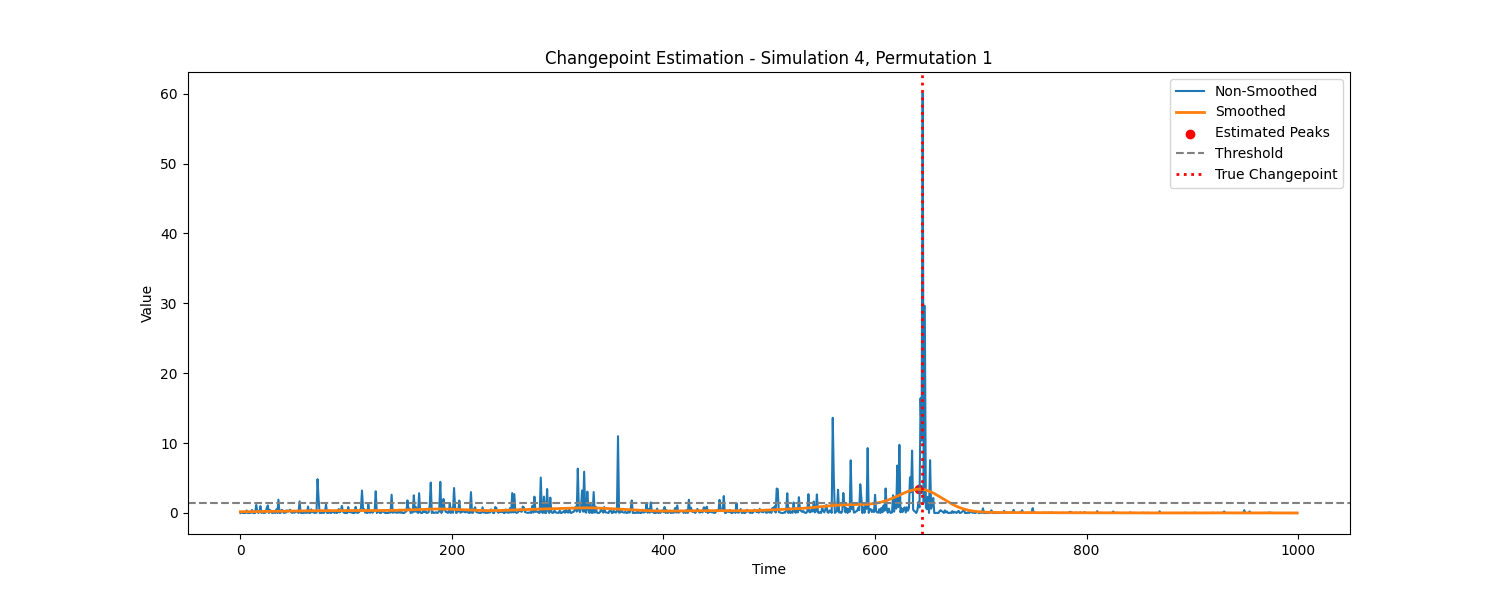 Changepoint Estimation - Simulation 4, Permutation 1
Non-Smoothed
Smoothed
Estimated Peaks
Threshold
True Changepoint
Value
60
50
40
30
20
10
0
0 200 400 600 800 1000
Time